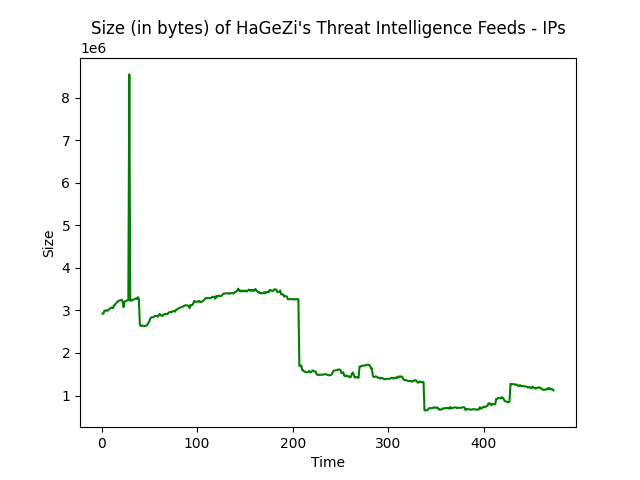 Size (in bytes) of HaGeZi's Threat Intelligence Feeds - IPs
1e6
8
7
6
5
4
3
2
1
Size
0 100 200 300 400
Time